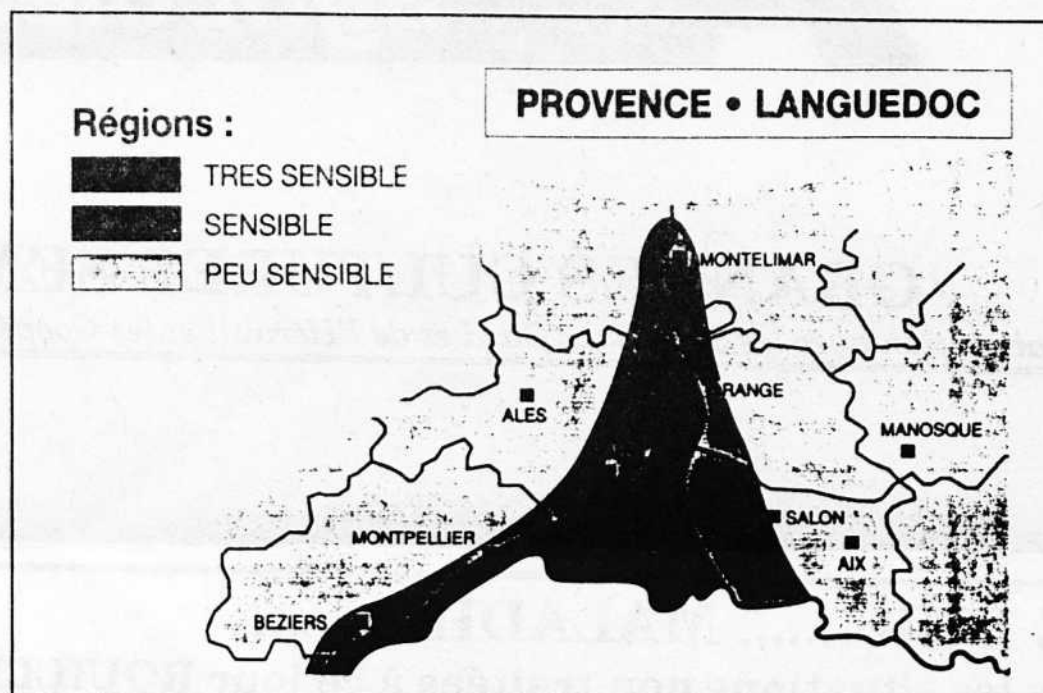 PROVENCE • LANGUEDOC
Régions :
TRES SENSIBLE
SENSIBLE
PEU SENSIBLE
MONTELIMAR
RANGE
ALES
MANOSQUE
SALON
MONTPELLIER
AIX
BEZIERS